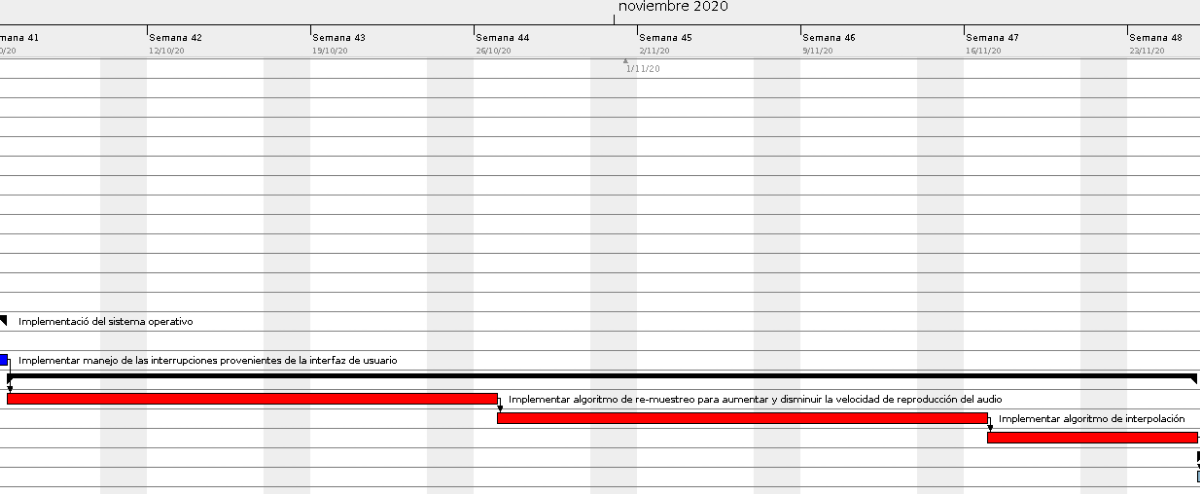 noviembre 2020
mana 41 Semana 42 Semana 43 Semana 44 Semana 45 Semana 46 Semana 47 Semana 48
0/20 12/10/20 19/10/20 26/10/20 2/11/20 9/11/20 16/11/20 22/11/20
1/11/20
Implementació del sistema operativo
Implementar manejo de las interrupciones provenientes de la interfaz de usuario
Implementar algoritmo de re-muestreo para aumentar y disminuir la velocidad de reproducción del audio
Implementar algoritmo de interpolación